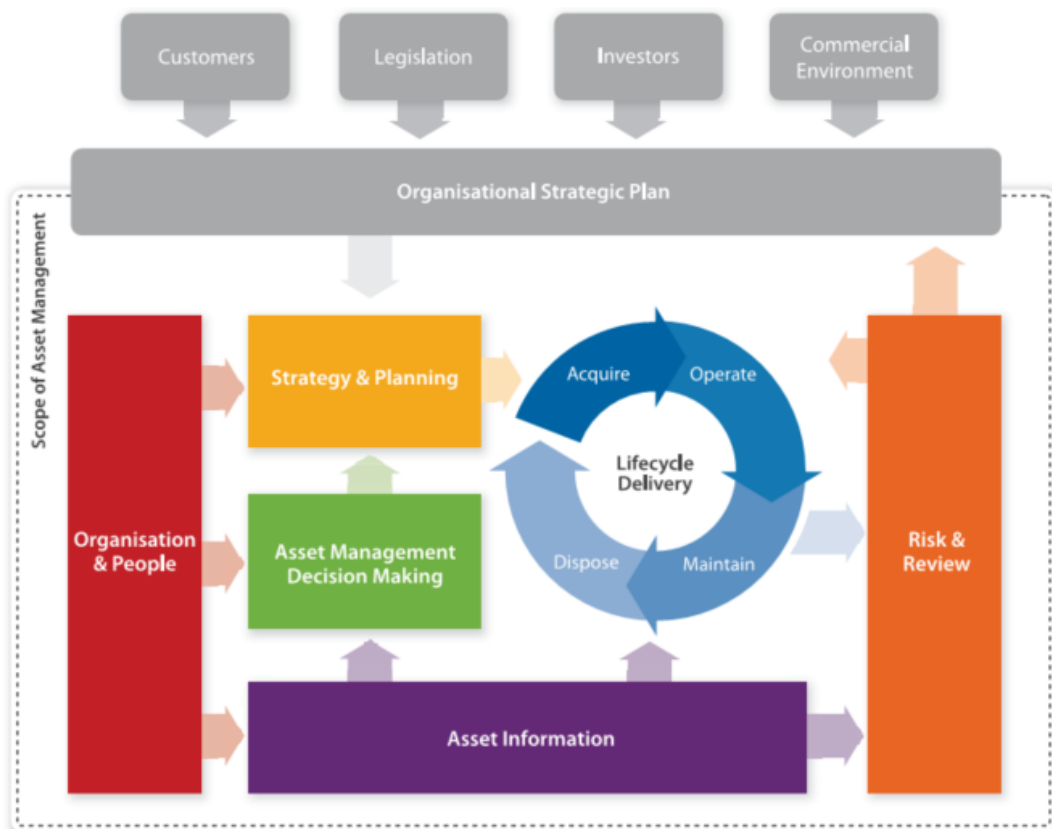 Customers
Legislation
Investors
Commercial
Environment
Organisational Strategic Plan
Scope of Asset Management
Strategy & Planning
Acquire
Operate
Lifecycle
Delivery
Organisation
& People
Asset Management
Decision Making
Dispose
Maintain
Risk &
Review
Asset Information